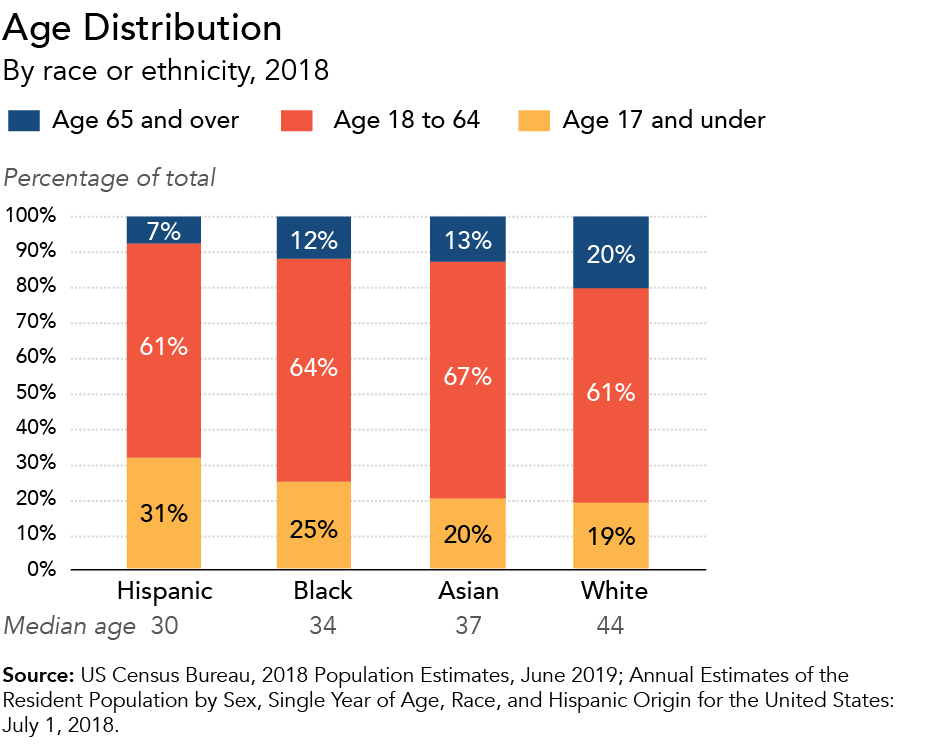 Age Distribution
By race or ethnicity, 2018
Age 65 and over Age 18 to 64 Age 17 and under
Percentage of total
100%
90%
80%
70%
60%
50%
40%
30%
20%
10%
0%
7% 12% 13% 20%
61% 64% 67% 61%
31% 25% 20% 19%
Hispanic Black Asian White
Median age 30 34 37 44
Source: US Census Bureau, 2018 Population Estimates, June 2019; Annual Estimates of the
Resident Population by Sex, Single Year of Age, Race, and Hispanic Origin for the United States:
July 1, 2018.